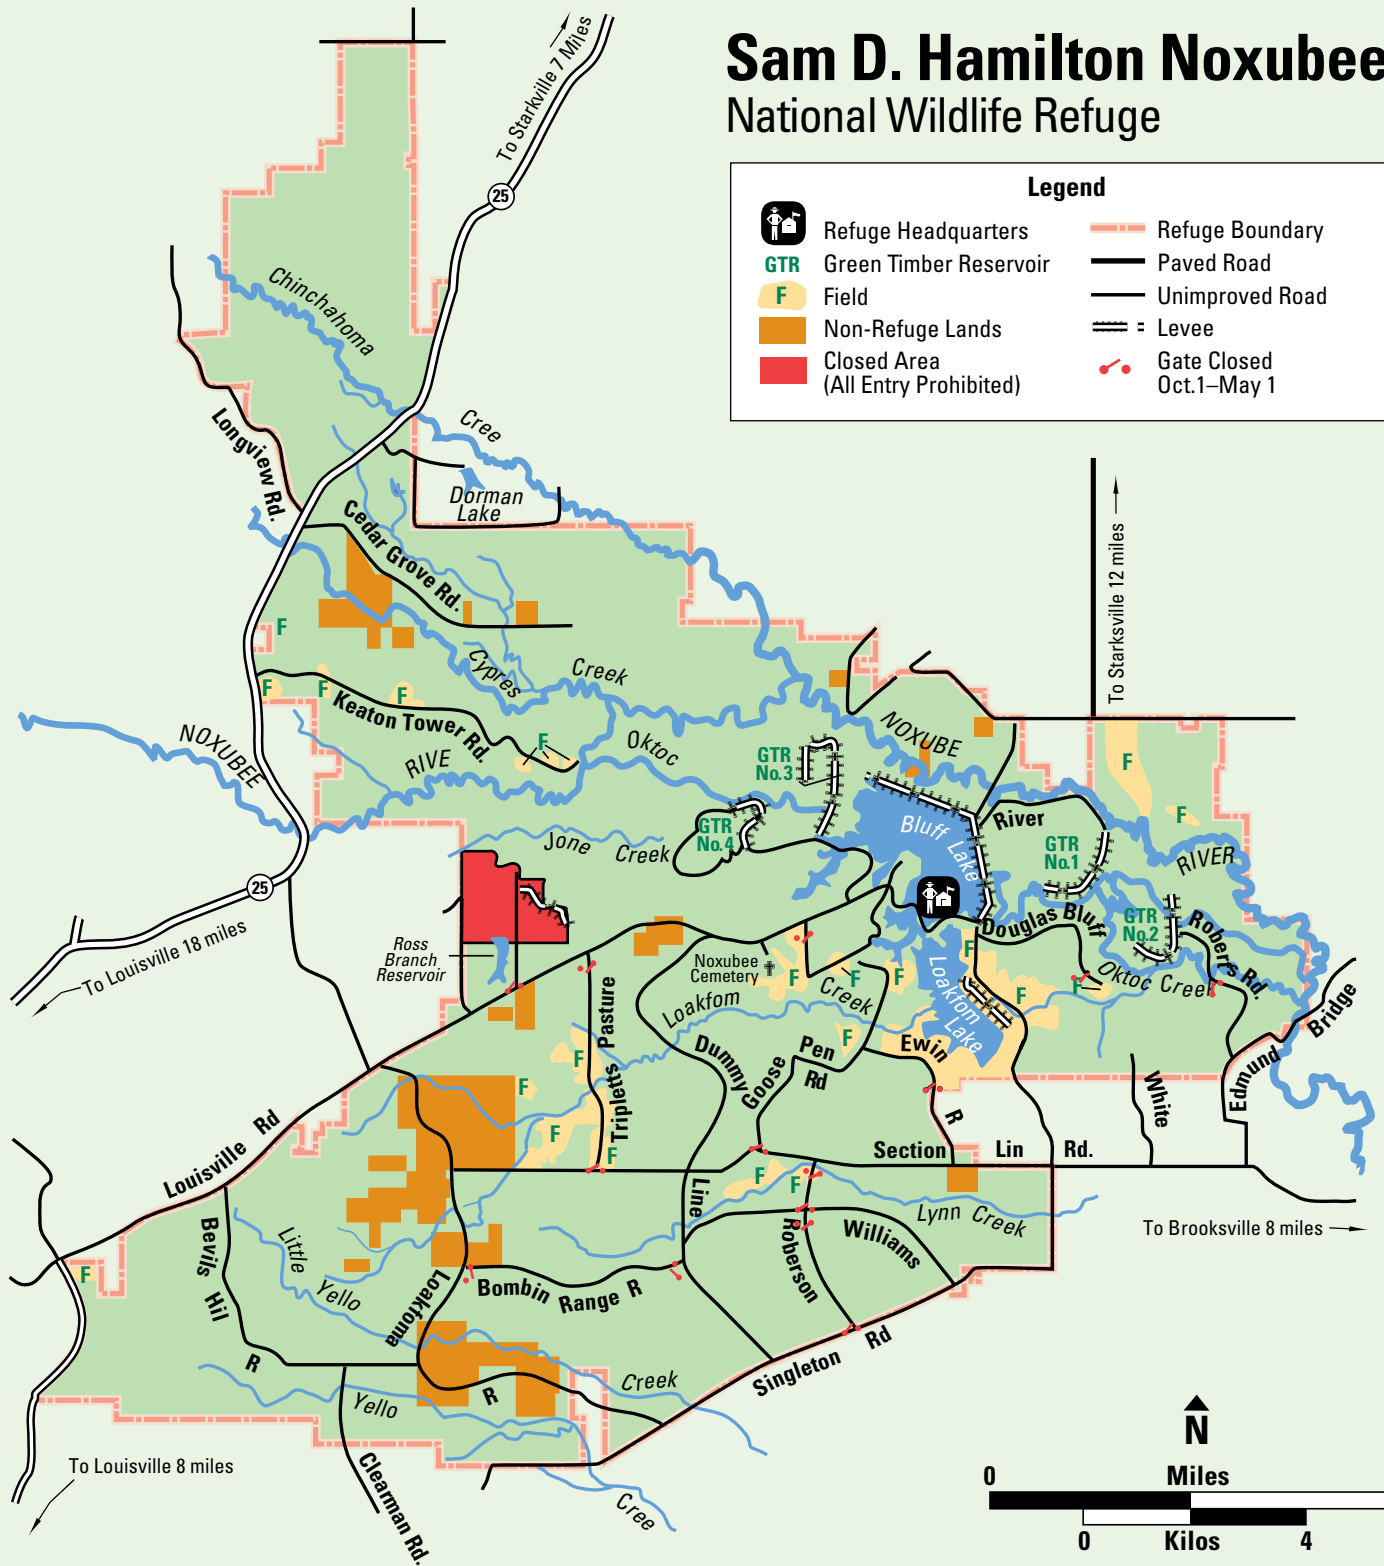 Sam D. Hamilton Noxubee
National Wildlife Refuge
Legend
Refuge Headquarters
GTR Green Timber Reservoir
F Field
Non-Refuge Lands
Closed Area
(All Entry Prohibited)
Refuge Boundary
Paved Road
Unimproved Road
Levee
Gate Closed
Oct.1–May 1
To Starkville 7 Miles
25
Chinchahoma
Cree
Longview Rd.
Dorman
Lake
Cedar Grove Rd.
To Starksville 12 miles
F
Cypres
Creek
F
F
F
Keaton Tower Rd.
F
NOXUBEE
RIVE
Oktoc
NOXUBE
GTR
No.3
F
F
River
RIVER
Bluff Lake
GTR
No.4
Jone
Creek
GTR
No.1
25
To Louisville 18 miles
Ross
Branch
Reservoir
Douglas Bluff
GTR
No.2
Roberts Rd.
Noxubee
Cemetery
F
F
F
F
F
F
Oktoc Creek
Loakfom
Creek
Loakfom
Lake
Bridge
Edmund
Pasture
Tripletts
F
F
F
F
Dummy
Line
Goose
Pen
Rd
F
Ewin
R
White
Louisville Rd
Section
Lin
Rd.
F
F
Lynn Creek
To Brooksville 8 miles
Bevils
Hil
R
Little
Yello
Loakfoma
R
Bombin
Range R
Roberson
Williams
F
Singleton
Rd
Creek
Yello
Clearman Rd.
Cree
To Louisville 8 miles
N
0
Miles
0
Kilos
4